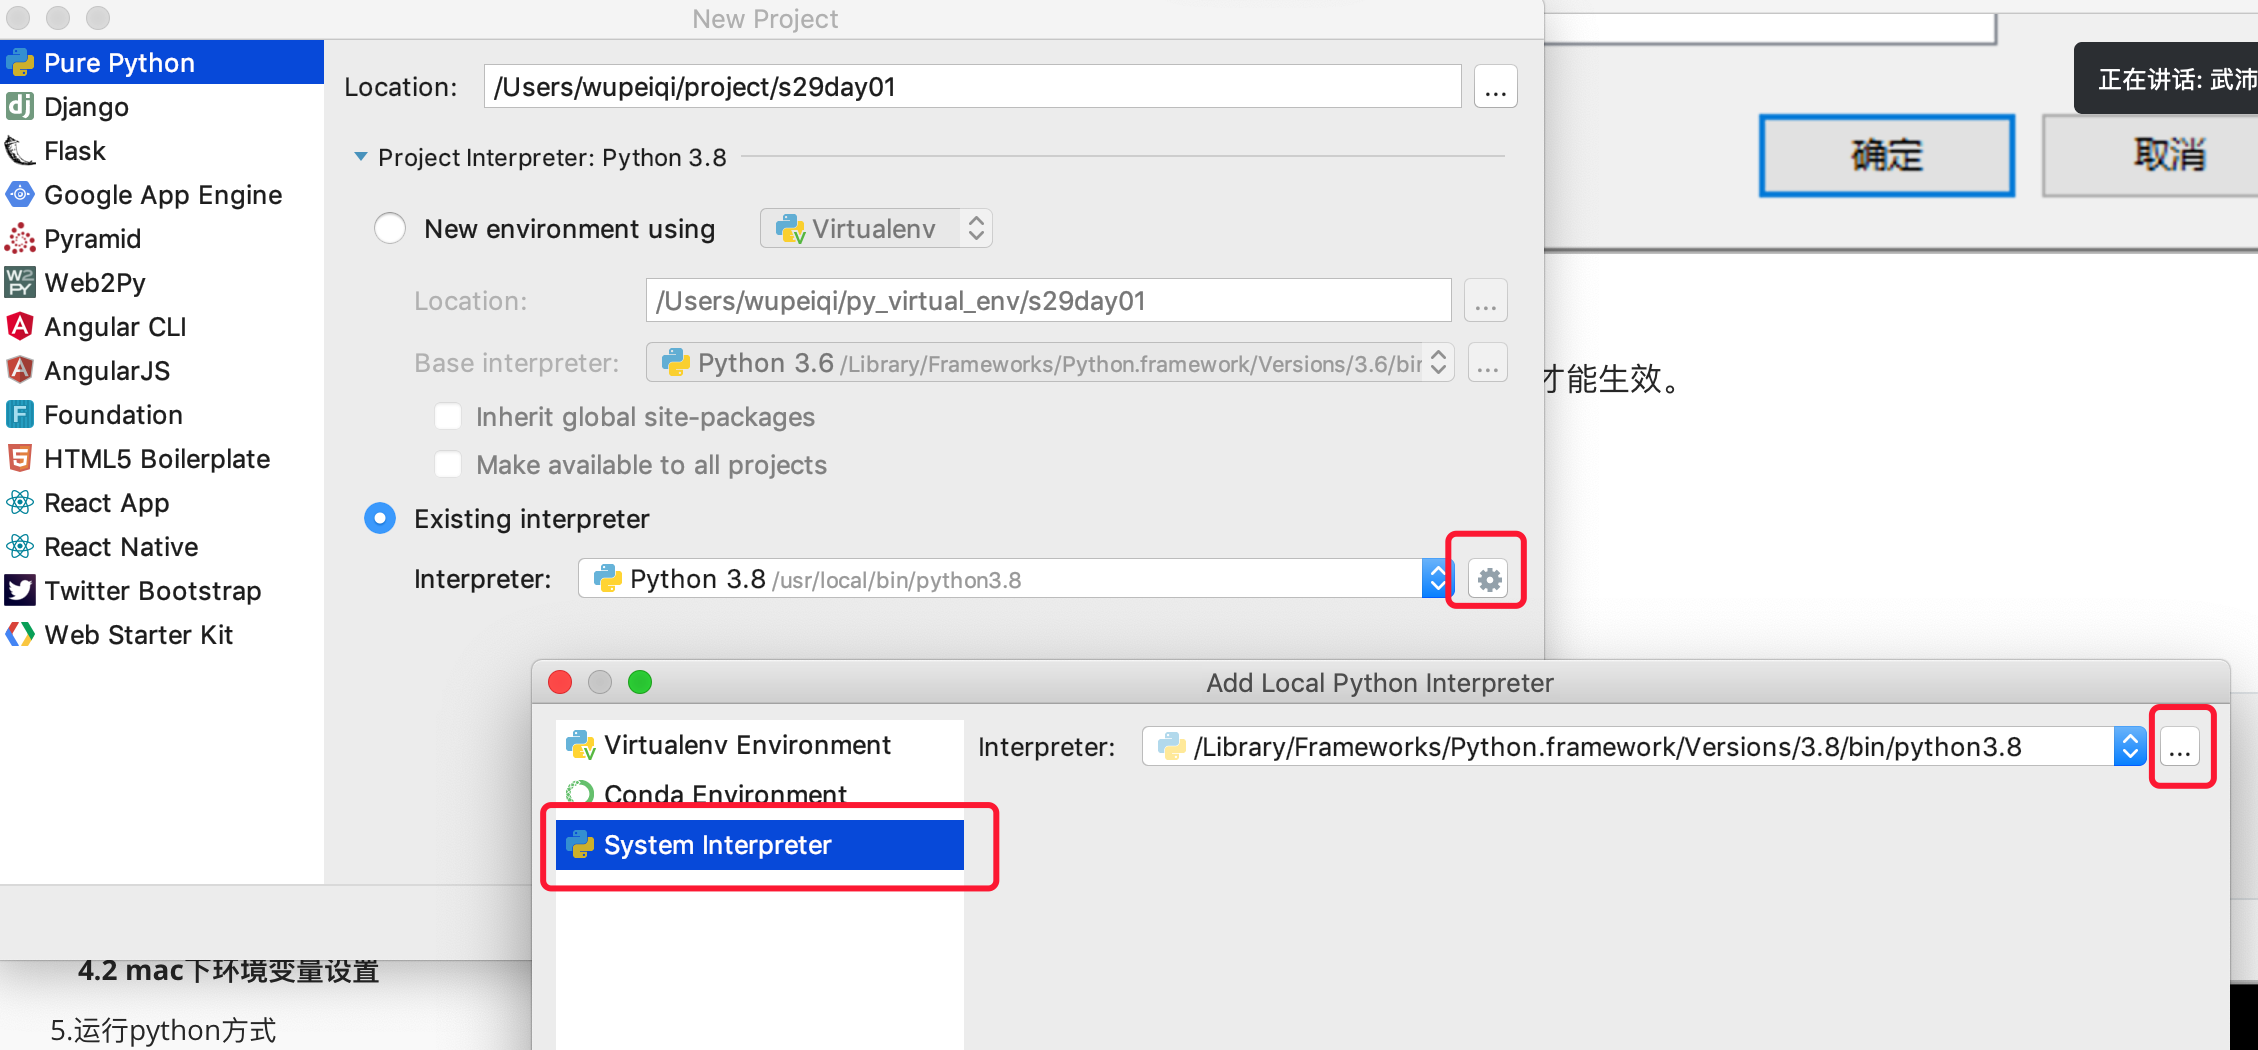 New Project
Pure Python
Django
Flask
Google App Engine
Pyramid
Web2Py
Angular CLI
AngularJS
Foundation
HTML5 Boilerplate
React App
React Native
Twitter Bootstrap
Web Starter Kit
Location: /Users/wupeiqi/project/s29day01 ...
Project Interpreter: Python 3.8
New environment using Virtualenv
Location: /Users/wupeiqi/py_virtual_env/s29day01 ...
Base interpreter: Python 3.6 /Library/Frameworks/Python.framework/Versions/3.6/bin ...
Inherit global site-packages
Make available to all projects
Existing interpreter
Interpreter: Python 3.8 /usr/local/bin/python3.8
正在讲话: 武沛
确定 取消
才能生效。
Add Local Python Interpreter
Virtualenv Environment
Conda Environment
System Interpreter
Interpreter: /Library/Frameworks/Python.framework/Versions/3.8/bin/python3.8 ...
4.2 mac下环境变量设置
5.运行python方式